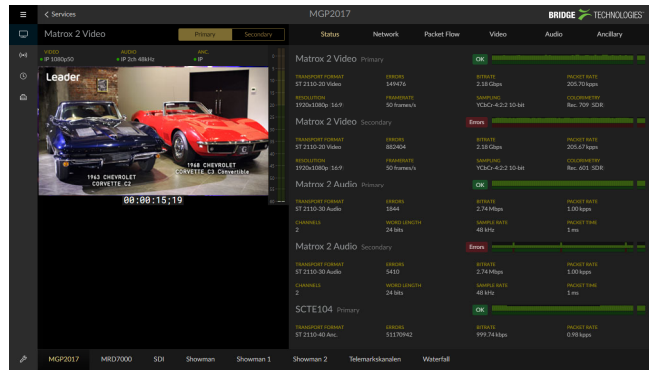 < Services
MGP2017
BRIDGE TECHNOLOGIES
Matrox 2 Video
Primary
Secondary
Status
Network
Packet Flow
Video
Audio
Ancillary
VIDEO
IP 1080p50
AUDIO
IP 2ch 48kHz
ANC.
IP
Leader
1963 CHEVROLET
CORVETTE C2
1968 CHEVROLET
CORVETTE C3 Convertible
00:00:15;19
Matrox 2 Video Primary
OK
TRANSPORT FORMAT
ERRORS
BITRATE
PACKET RATE
ST 2110-20 Video
149476
2.18 Gbps
205.70 kpps
RESOLUTION
FRAMERATE
SAMPLING
COLORIMETRY
1920x1080p 16:9
50 frames/s
YCbCr-4:2:2 10-bit
Rec. 709 SDR
Matrox 2 Video Secondary
Errors
TRANSPORT FORMAT
ERRORS
BITRATE
PACKET RATE
ST 2110-20 Video
882404
2.18 Gbps
205.67 kpps
RESOLUTION
FRAMERATE
SAMPLING
COLORIMETRY
1920x1080p 16:9
50 frames/s
YCbCr-4:2:2 10-bit
Rec. 601 SDR
Matrox 2 Audio Primary
OK
TRANSPORT FORMAT
ERRORS
BITRATE
PACKET RATE
ST 2110-30 Audio
1844
2.74 Mbps
1.00 kpps
CHANNELS
WORD LENGTH
SAMPLE RATE
PACKET TIME
2
24 bits
48 kHz
1 ms
Matrox 2 Audio Secondary
Errors
TRANSPORT FORMAT
ERRORS
BITRATE
PACKET RATE
ST 2110-30 Audio
5410
2.74 Mbps
1.00 kpps
CHANNELS
WORD LENGTH
SAMPLE RATE
PACKET TIME
2
24 bits
48 kHz
1 ms
SCTE104 Primary
OK
TRANSPORT FORMAT
ERRORS
BITRATE
PACKET RATE
ST 2110-40 Anc.
51170942
999.74 kbps
0.98 kpps
MGP2017
MRD7000
SDI
Showman
Showman 1
Showman 2
Telemarkskanalen
Waterfall